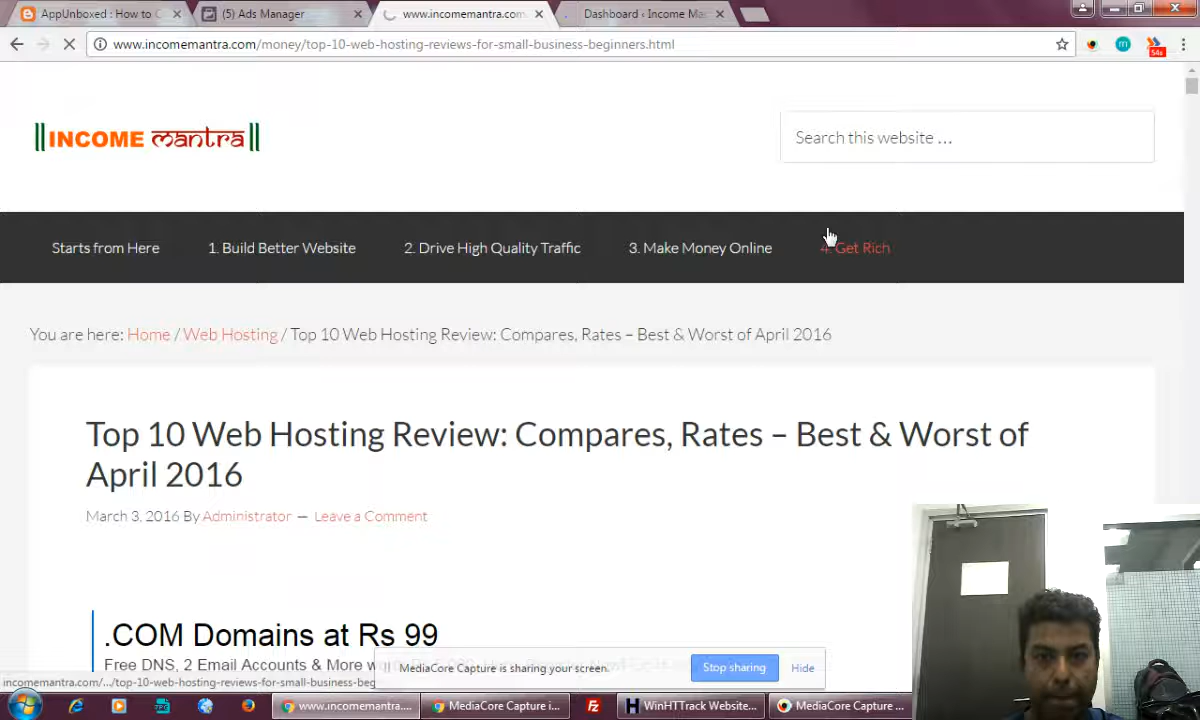 AppUnboxed : How to C
(5) Ads Manager
www.incomemantra.com
Dashboard ‹ Income Ma
www.incomemantra.com/money/top-10-web-hosting-reviews-for-small-business-beginners.html
m
54s
||INCOME mantra||
Search this website …
Starts from Here
1. Build Better Website
2. Drive High Quality Traffic
3. Make Money Online
4. Get Rich
You are here: Home / Web Hosting / Top 10 Web Hosting Review: Compares, Rates – Best & Worst of April 2016
Top 10 Web Hosting Review: Compares, Rates – Best & Worst of
April 2016
March 3, 2016 By Administrator — Leave a Comment
.COM Domains at Rs 99
Free DNS, 2 Email Accounts & More
MediaCore Capture is sharing your screen.
Stop sharing
Hide
incomemantra.com/.../top-10-web-hosting-reviews-for-small-business-beg
www.incomemantra....
MediaCore Capture i...
WinHTTrack Website...
MediaCore Capture ...